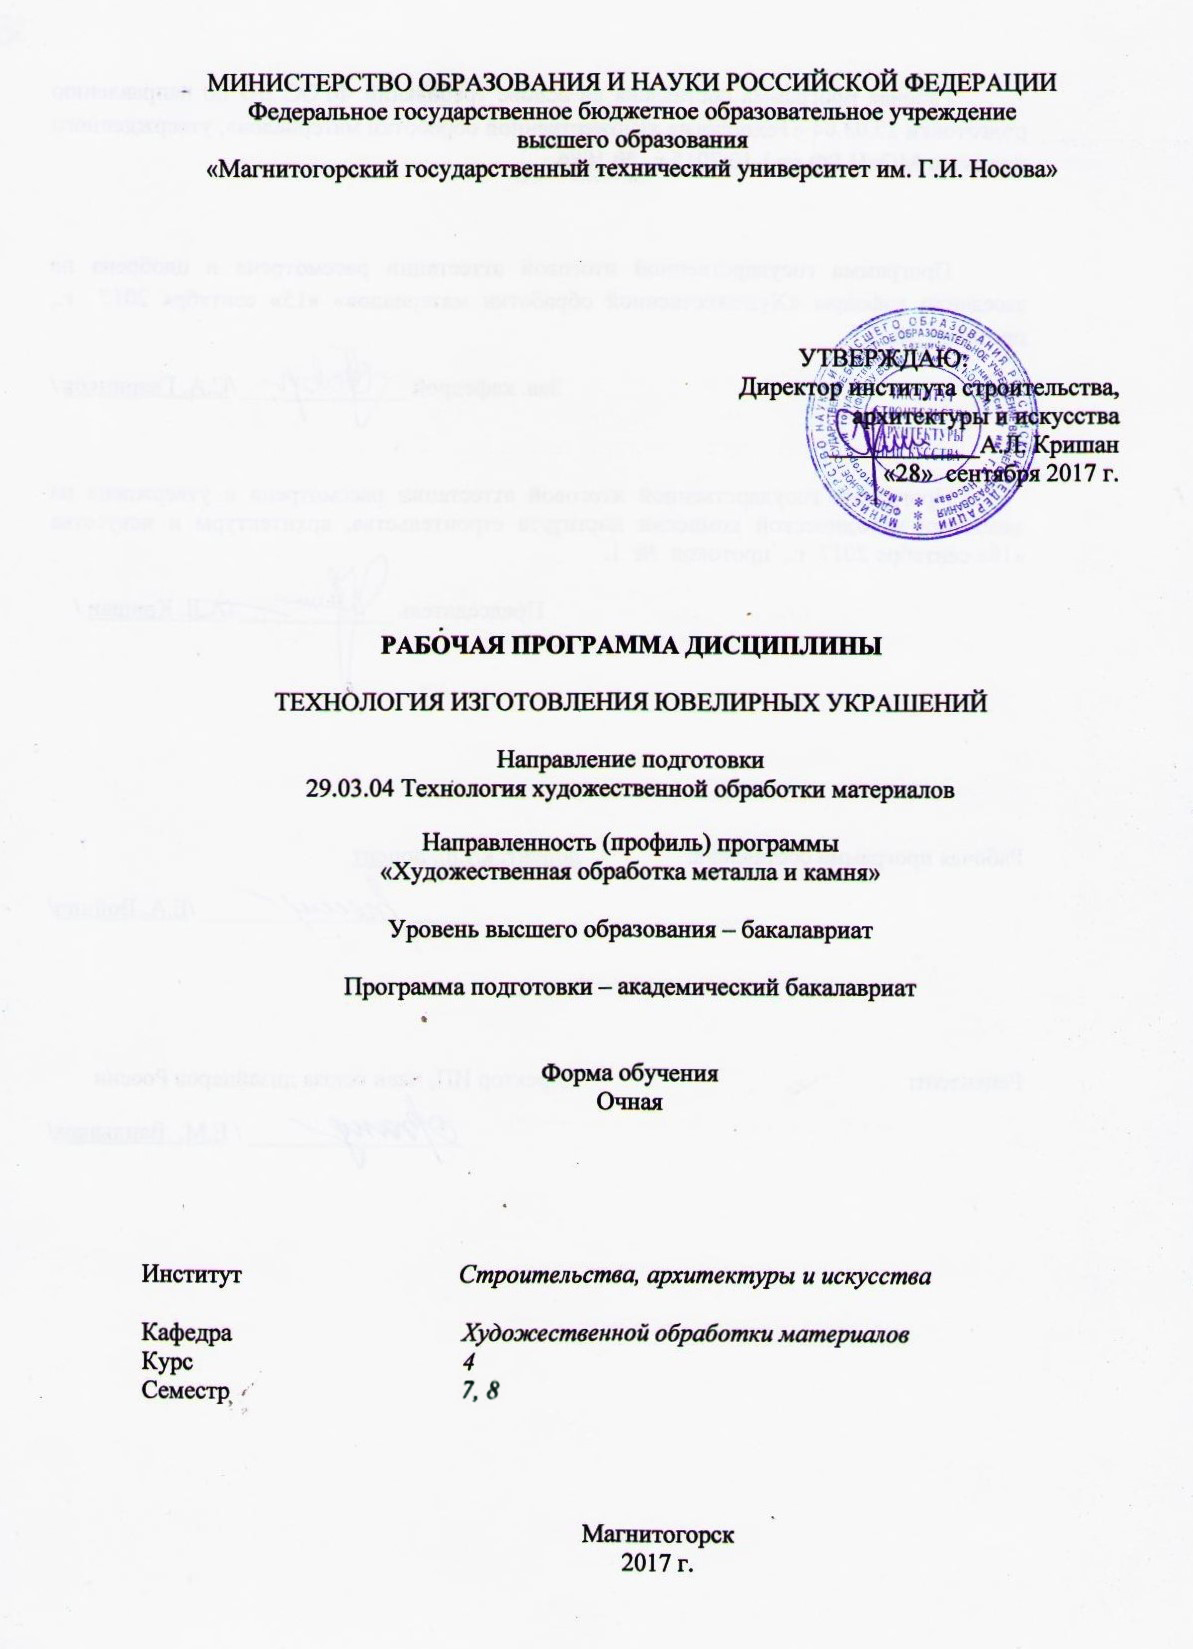 МИНИСТЕРСТВО ОБРАЗОВАНИЯ И НАУКИ РОССИЙСКОЙ ФЕДЕРАЦИИ
Федеральное государственное бюджетное образовательное учреждение
высшего образования
«Магнитогорский государственный технический университет им. Г.И. Носова»
УТВЕРЖДАЮ:
Директор института строительства,
архитектуры и искусства
А.Л. Кришан
«28» сентября 2017 г.
РАБОЧАЯ ПРОГРАММА ДИСЦИПЛИНЫ
ТЕХНОЛОГИЯ ИЗГОТОВЛЕНИЯ ЮВЕЛИРНЫХ УКРАШЕНИЙ
Направление подготовки
29.03.04 Технология художественной обработки материалов
Направленность (профиль) программы
«Художественная обработка металла и камня»
Уровень высшего образования – бакалавриат
Программа подготовки – академический бакалавриат
Форма обучения
Очная
Институт Строительства, архитектуры и искусства
Кафедра Художественной обработки материалов
Курс 4
Семестр 7, 8
Магнитогорск
2017 г.